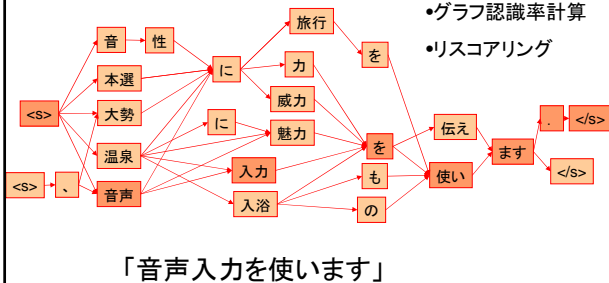 •グラフ認識率計算
•リスコアリング
旅行
音 性 を
に 力
本選
<s> 大勢 威力
に 魅力 伝え . </s>
温泉 を ます
入力 使い </s>
<s> 、 音声 も
入浴 の
「音声入力を使います」